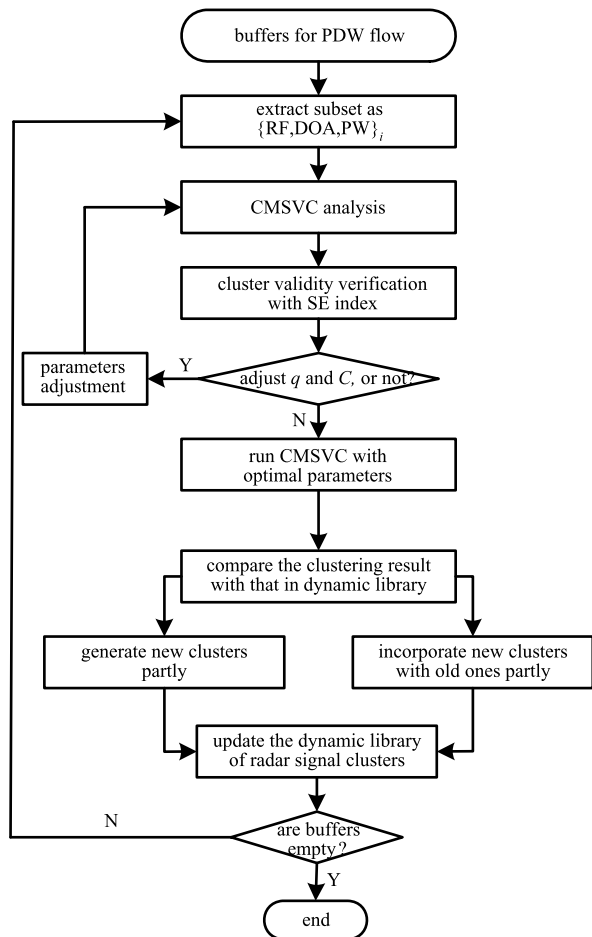 buffers for PDW flow
extract subset as
{RF,DOA,PW}i
CMSVC analysis
cluster validity verification
with SE index
parameters
adjustment
Y
adjust q and C, or not?
N
run CMSVC with
optimal parameters
compare the clustering result
with that in dynamic library
generate new clusters
partly
incorporate new clusters
with old ones partly
update the dynamic library
of radar signal clusters
N
are buffers
empty?
Y
end